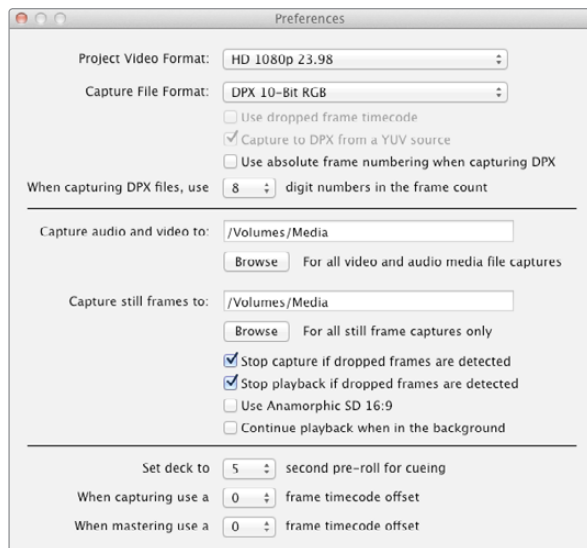 Preferences
Project Video Format: HD 1080p 23.98
Capture File Format: DPX 10-Bit RGB
Use dropped frame timecode
Capture to DPX from a YUV source
Use absolute frame numbering when capturing DPX
When capturing DPX files, use 8 digit numbers in the frame count
Capture audio and video to: /Volumes/Media
Browse For all video and audio media file captures
Capture still frames to: /Volumes/Media
Browse For all still frame captures only
Stop capture if dropped frames are detected
Stop playback if dropped frames are detected
Use Anamorphic SD 16:9
Continue playback when in the background
Set deck to 5 second pre-roll for cueing
When capturing use a 0 frame timecode offset
When mastering use a 0 frame timecode offset